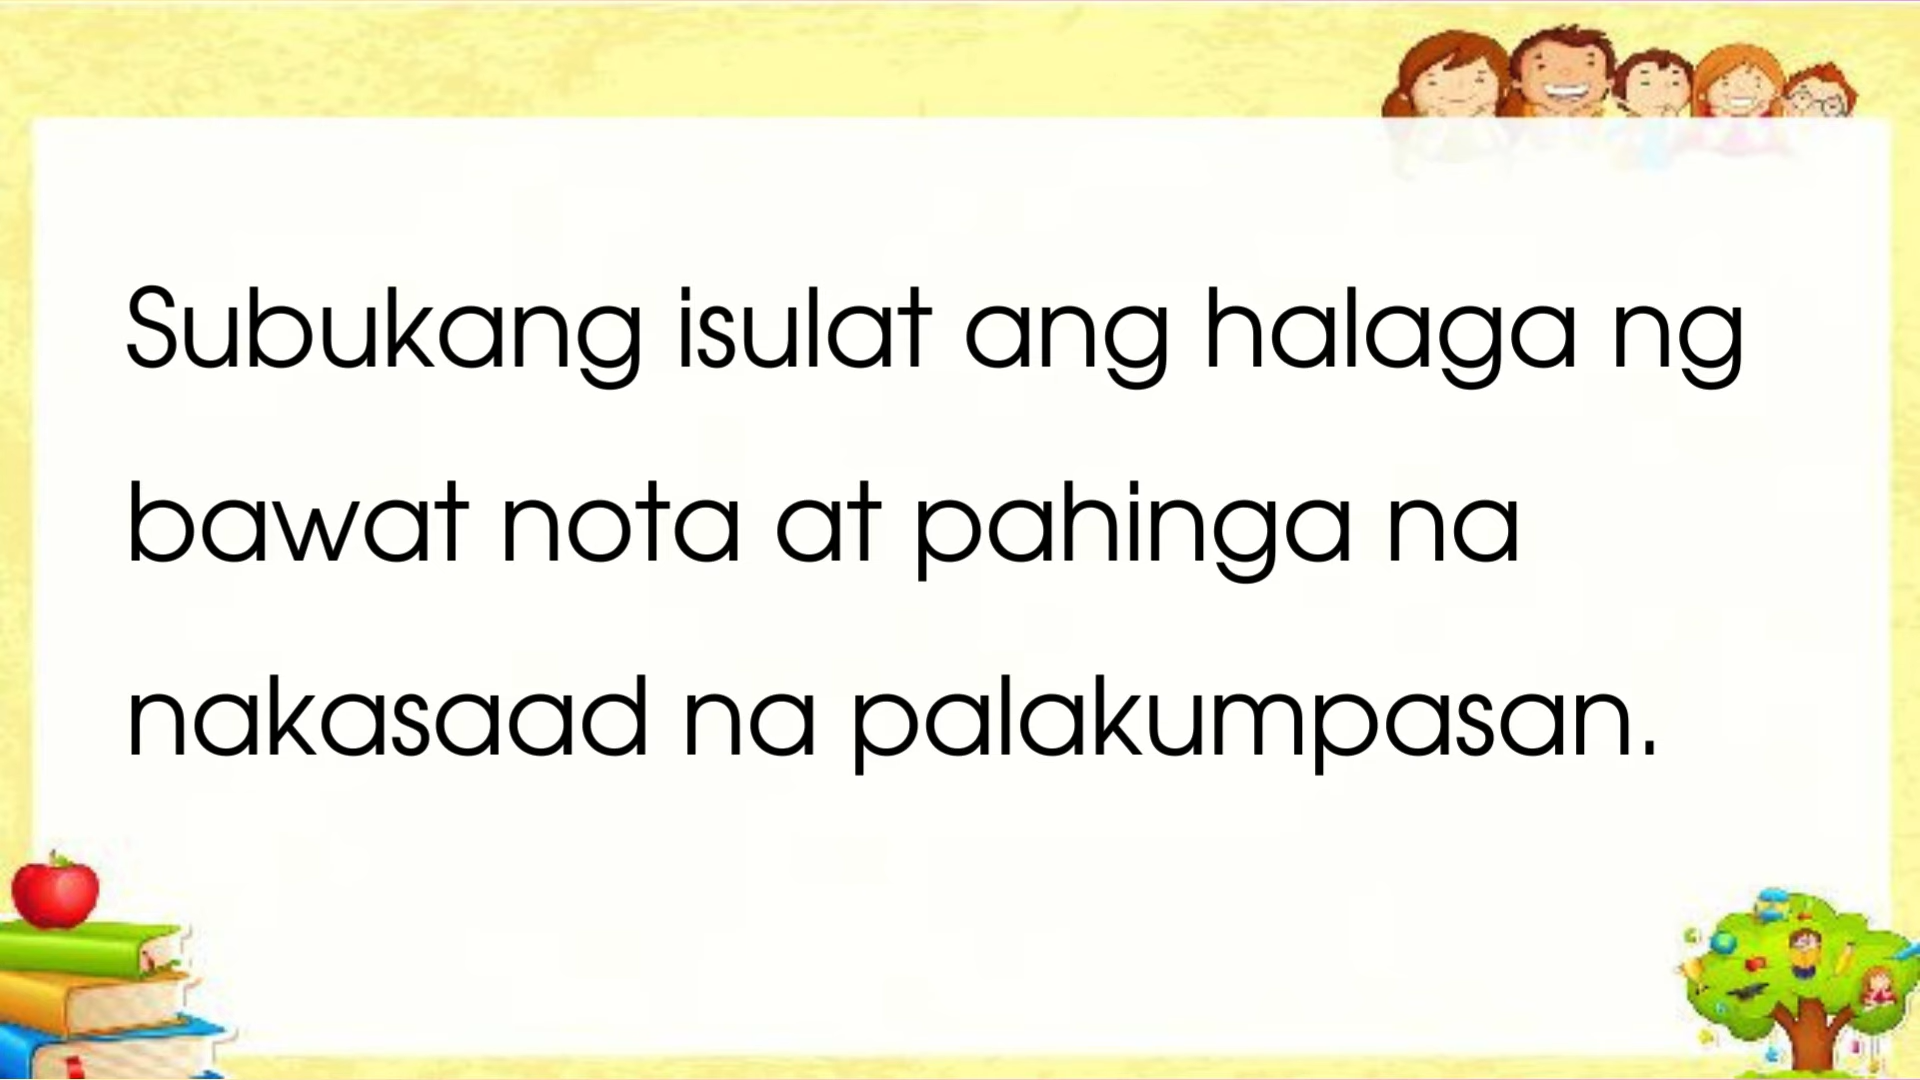 Subukang isulat ang halaga ng
bawat nota at pahinga na
nakasaad na palakumpasan.